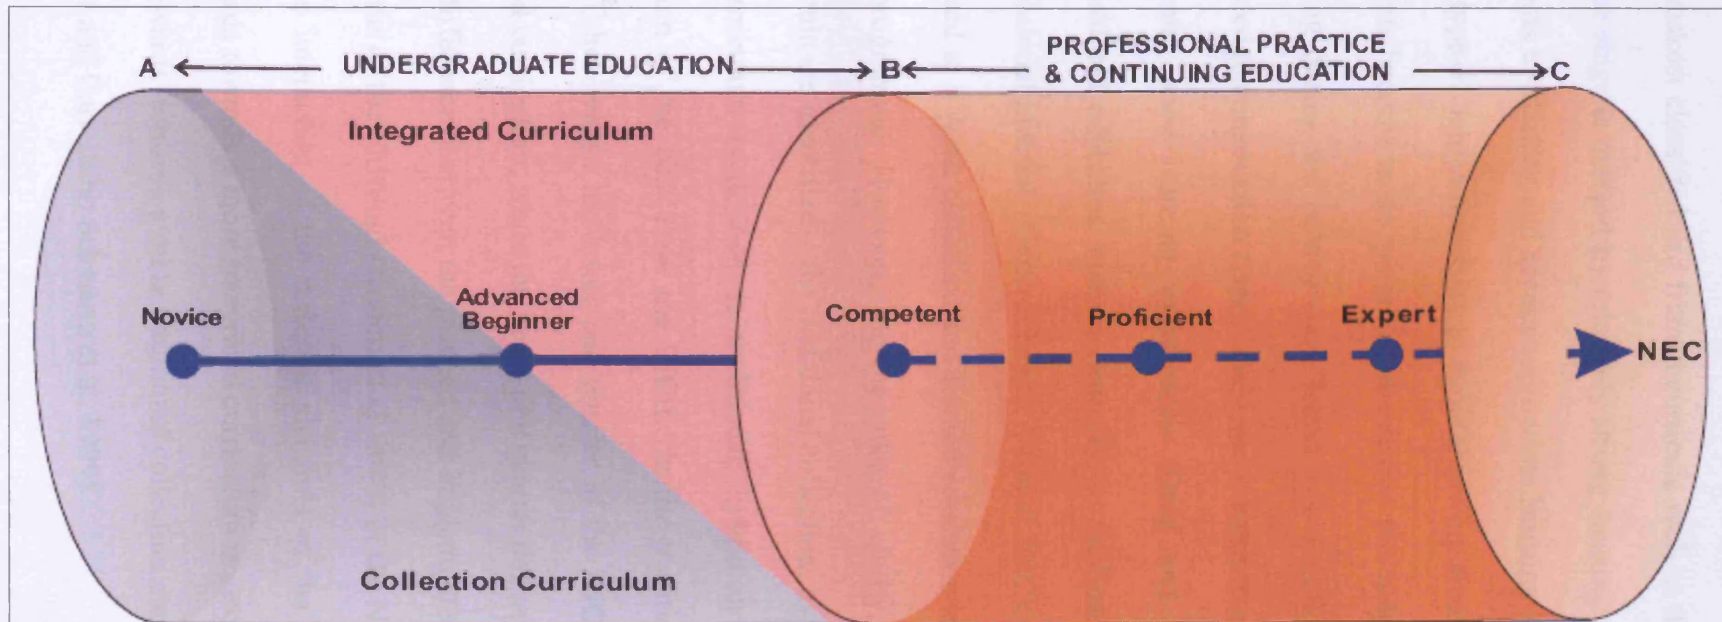 A UNDERGRADUATE EDUCATION B PROFESSIONAL PRACTICE
& CONTINUING EDUCATION C
Integrated Curriculum
Novice
Advanced
Beginner
Competent
Proficient
Expert
NEC
Collection Curriculum